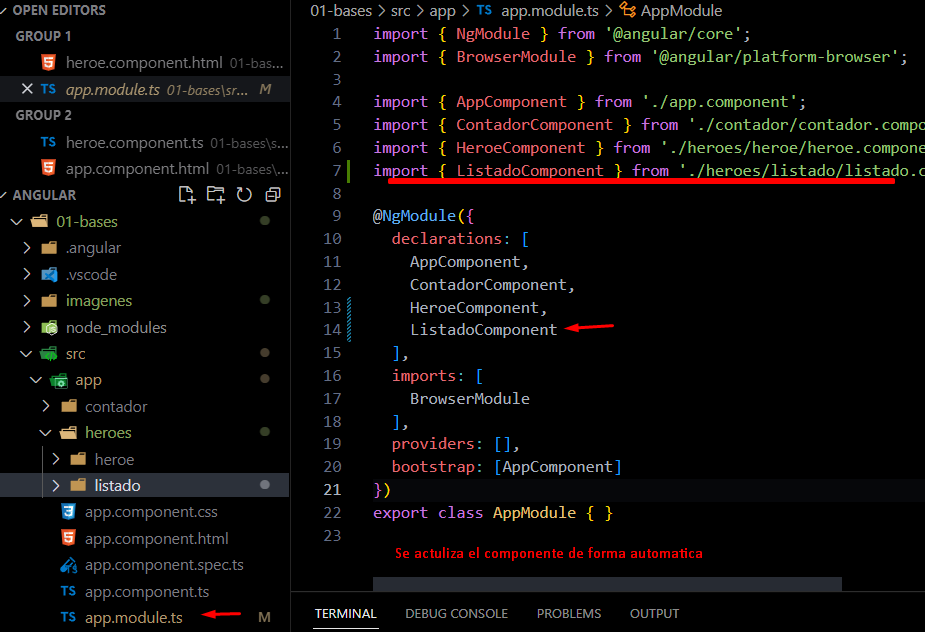 OPEN EDITORS
GROUP 1
heroe.component.html 01-bas...
TS app.module.ts 01-bases\sr... M
GROUP 2
TS heroe.component.ts 01-bases\s...
app.component.html 01-bases\...
ANGULAR
01-bases
.angular
.vscode
imagenes
node_modules
src
app
contador
heroes
heroe
listado
app.component.css
app.component.html
app.component.spec.ts
TS app.component.ts
TS app.module.ts M
01-bases > src > app > TS app.module.ts > AppModule
1 import { NgModule } from '@angular/core';
2 import { BrowserModule } from '@angular/platform-browser';
3
4 import { AppComponent } from './app.component';
5 import { ContadorComponent } from './contador/contador.compo
6 import { HeroeComponent } from './heroes/heroe/heroe.compone
7 import { ListadoComponent } from './heroes/listado/listado.c
8
9 @NgModule({
10 declarations: [
11 AppComponent,
12 ContadorComponent,
13 HeroeComponent,
14 ListadoComponent
15 ],
16 imports: [
17 BrowserModule
18 ],
19 providers: [],
20 bootstrap: [AppComponent]
21 })
22 export class AppModule { }
23
Se actuliza el componente de forma automatica
TERMINAL DEBUG CONSOLE PROBLEMS OUTPUT